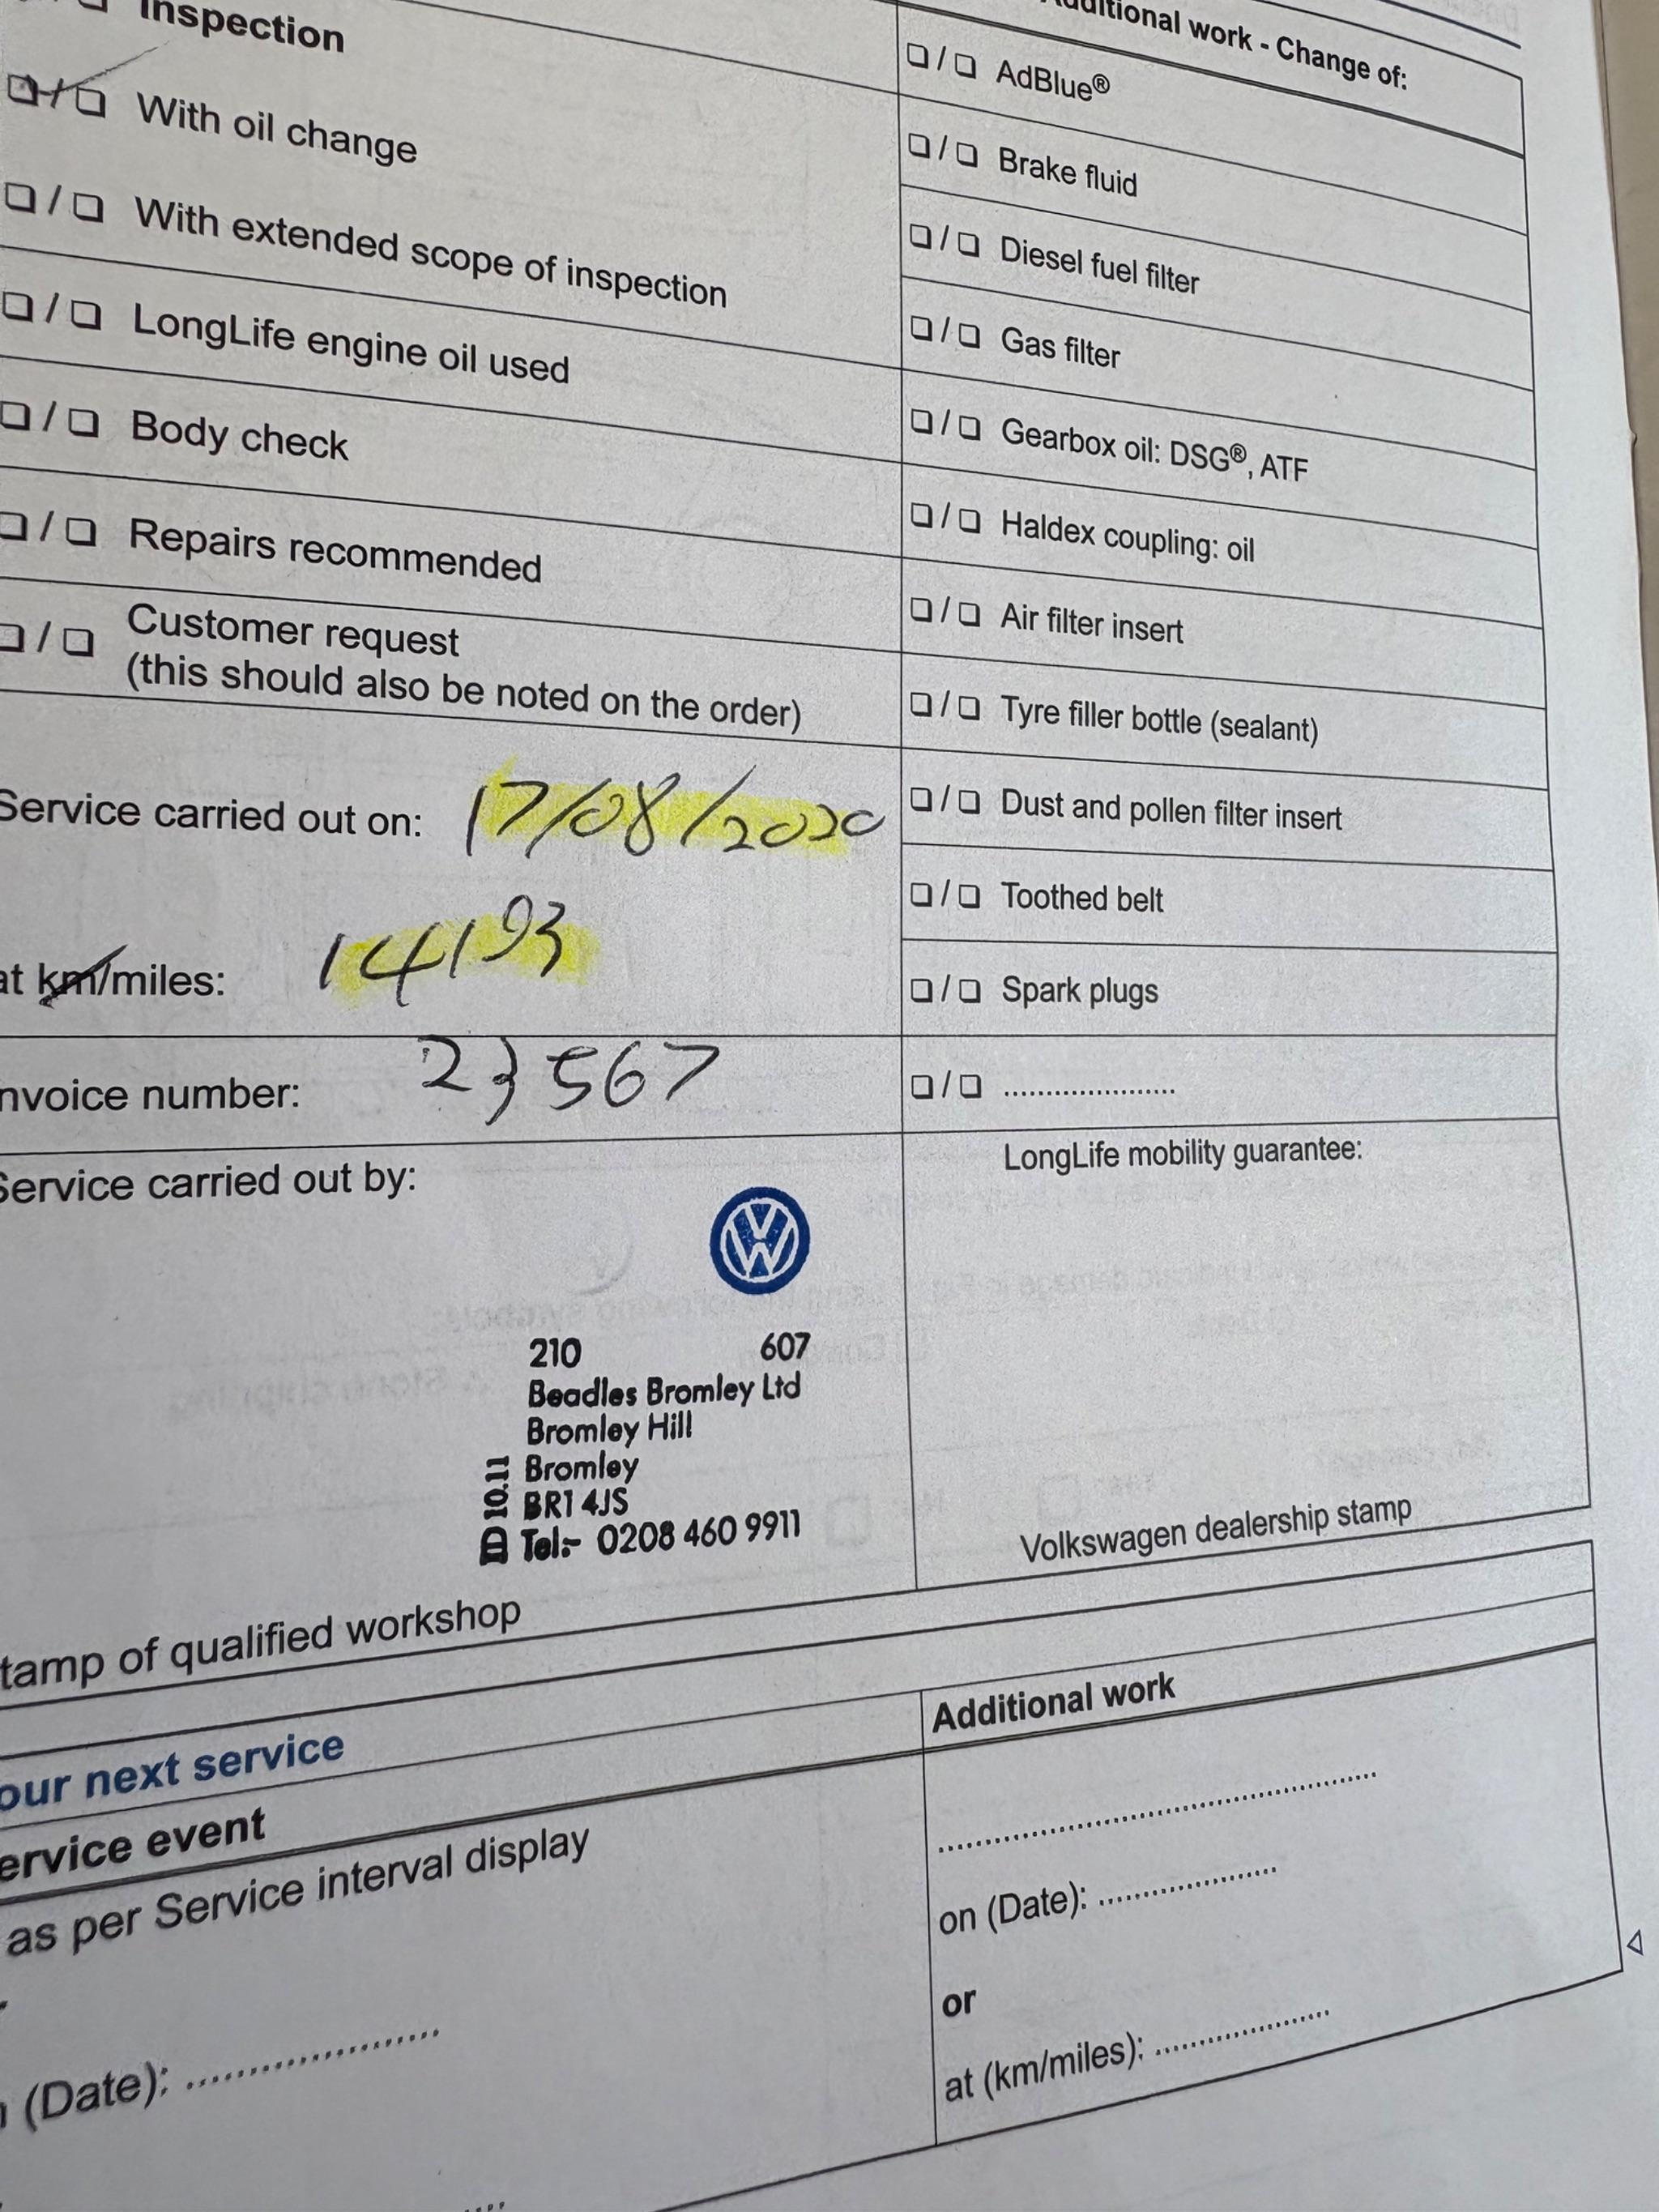 Inspection
❑/❑ With oil change
❑/❑ With extended scope of inspection
❑/❑ LongLife engine oil used
❑/❑ Body check
❑/❑ Repairs recommended
❑/❑ Customer request
(this should also be noted on the order)
Service carried out on: 17/08/2020
at km/miles: 14193
nvoice number: 23567
Service carried out by:
210 607
Beadles Bromley Ltd
Bromley Hill
Bromley
BR1 4JS
Tel:- 0208 460 9911
10.11
tamp of qualified workshop
Additional work - Change of:
❑/❑ AdBlue®
❑/❑ Brake fluid
❑/❑ Diesel fuel filter
❑/❑ Gas filter
❑/❑ Gearbox oil: DSG®, ATF
❑/❑ Haldex coupling: oil
❑/❑ Air filter insert
❑/❑ Tyre filler bottle (sealant)
❑/❑ Dust and pollen filter insert
❑/❑ Toothed belt
❑/❑ Spark plugs
❑/❑ ......................
LongLife mobility guarantee:
Volkswagen dealership stamp
our next service
ervice event
as per Service interval display
(Date): ......................
Additional work
on (Date): ......................
or
at (km/miles): ......................